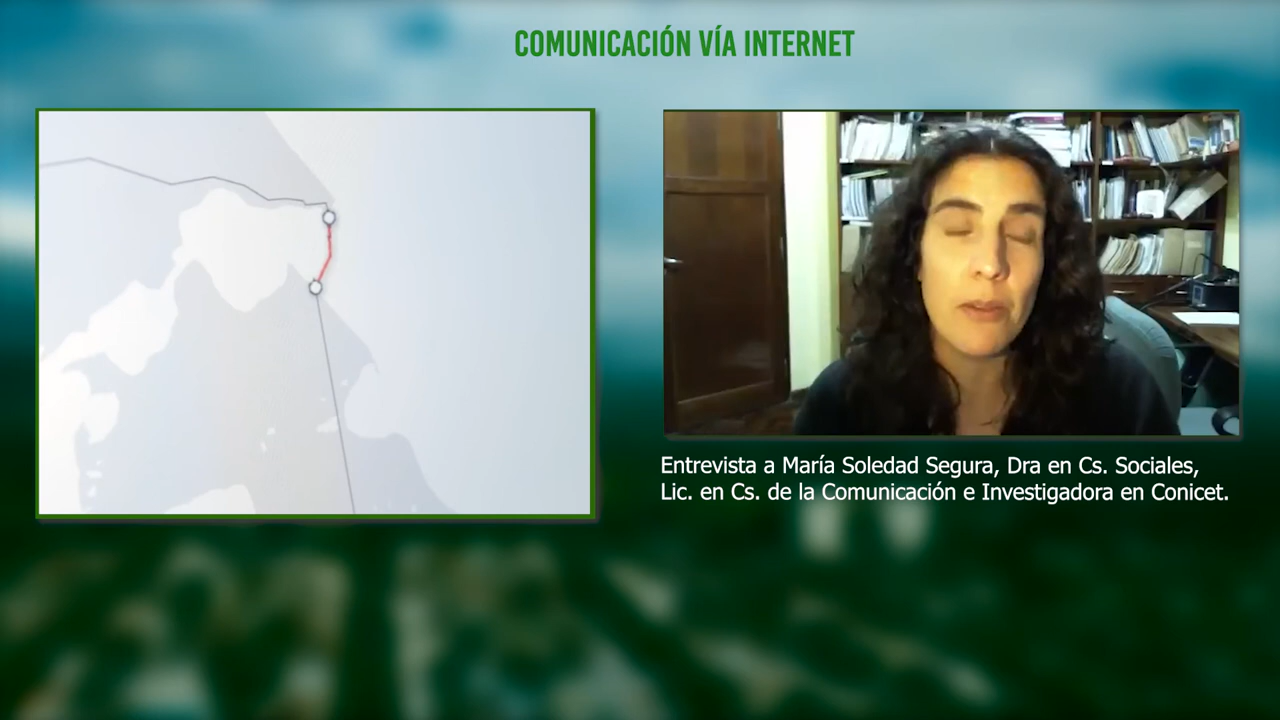 COMUNICACIÓN VÍA INTERNET
Entrevista a María Soledad Segura, Dra en Cs. Sociales,
Lic. en Cs. de la Comunicación e Investigadora en Conicet.